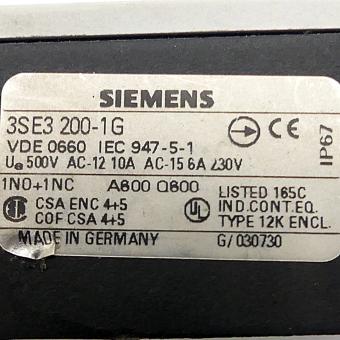 SIEMENS
3SE3 200-1G CE
VDE 0660 IEC 947-5-1
Ue 500V AC-12 10A AC-15 6A 230V
IP67
1NO+1NC A600 Q600 LISTED 165C
CSA ENC 4+5 UL IND.CONT.EQ.
COF CSA 4+5 TYPE 12K ENCL.
MADE IN GERMANY G/030730